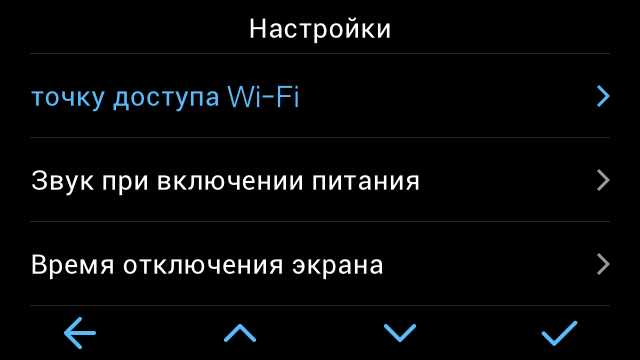 Настройки
точку доступа Wi-Fi
Звук при включении питания
Время отключения экрана